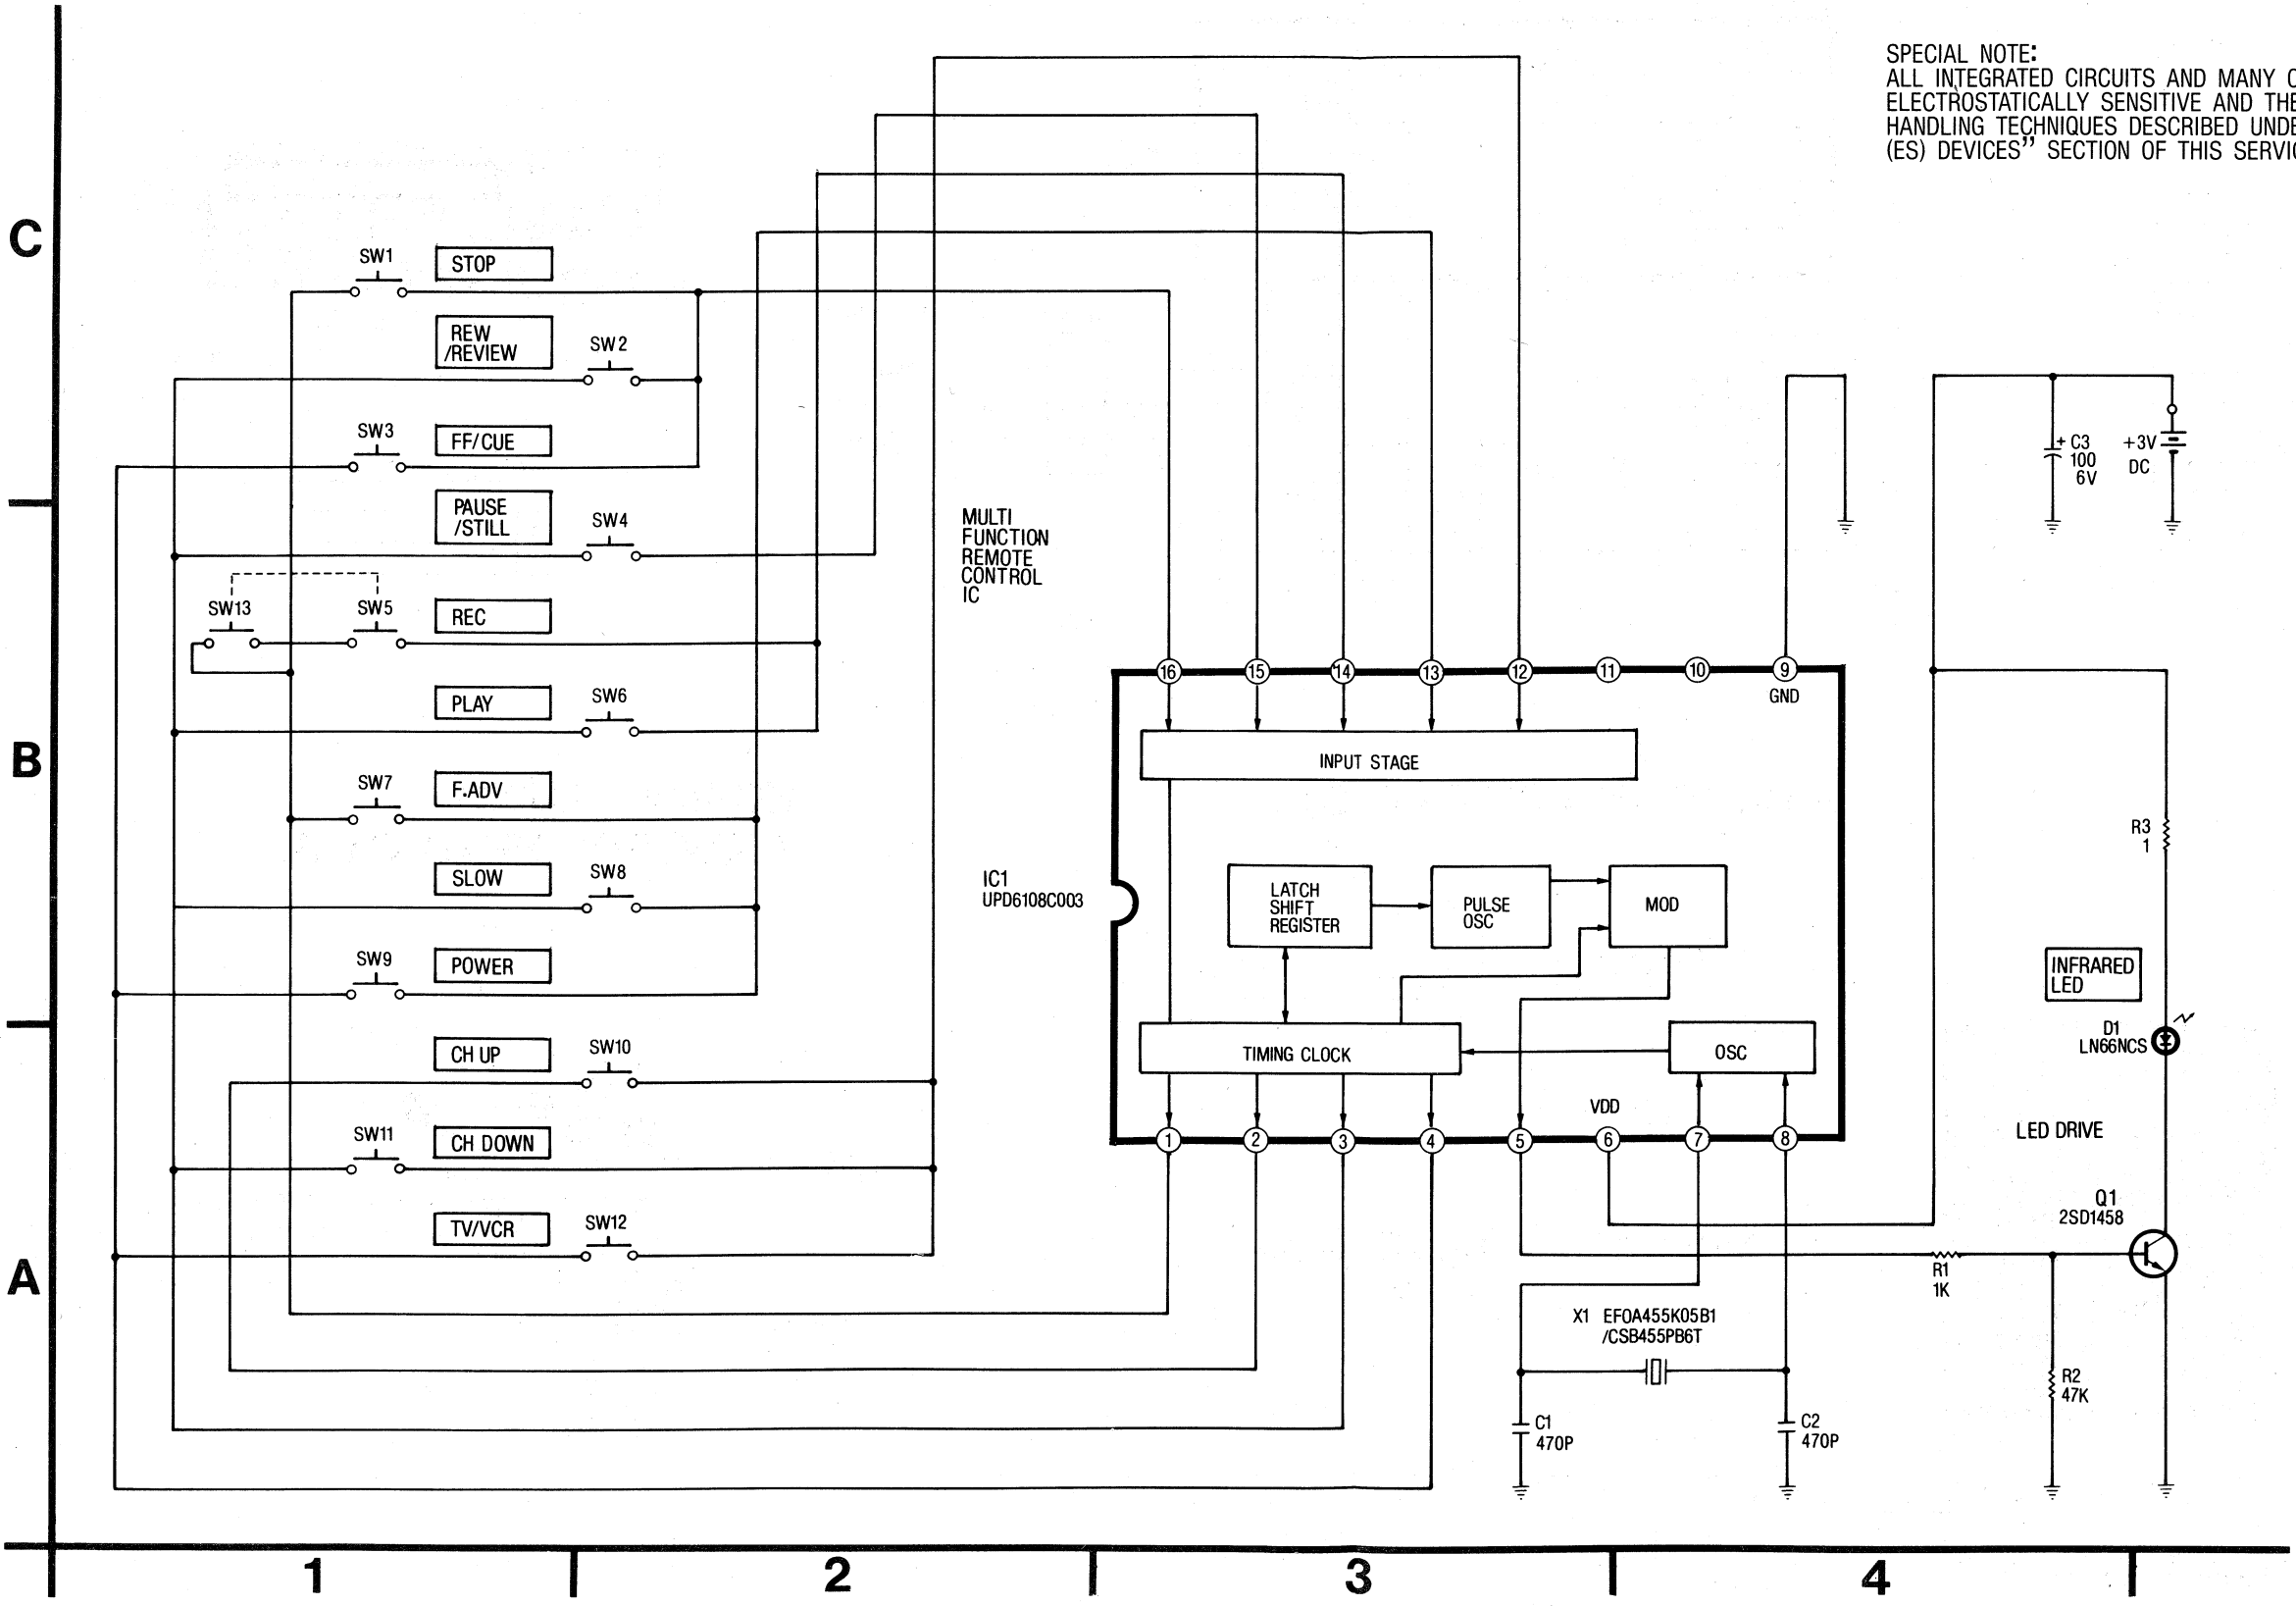 SPECIAL NOTE:
ALL INTEGRATED CIRCUITS AND MANY
ELECTROSTATICALLY SENSITIVE AND
HANDLING TECHNIQUES DESCRIBED
(ES) DEVICES” SECTION OF THIS
C
SW1
STOP
REW
/REVIEW
SW2
SW3
FF/CUE
+ C3
100
6V
+3V
DC
PAUSE
/STILL
SW4
MULTI
FUNCTION
REMOTE
CONTROL
IC
SW13
SW5
REC
16
15
14
13
12
11
10
9
GND
PLAY
SW6
B
INPUT STAGE
SW7
F.ADV
R3
1
SLOW
SW8
IC1
UPD6108C003
LATCH
SHIFT
REGISTER
PULSE
OSC
MOD
SW9
POWER
INFRARED
LED
CH UP
SW10
TIMING CLOCK
OSC
D1
LN66NCS
VDD
SW11
CH DOWN
1
2
3
4
5
6
7
8
LED DRIVE
TV/VCR
SW12
Q1
2SD1458
A
R1
1K
X1 EFOA455K05B1
/CSB455PB6T
R2
47K
C1
470P
C2
470P
1
2
3
4